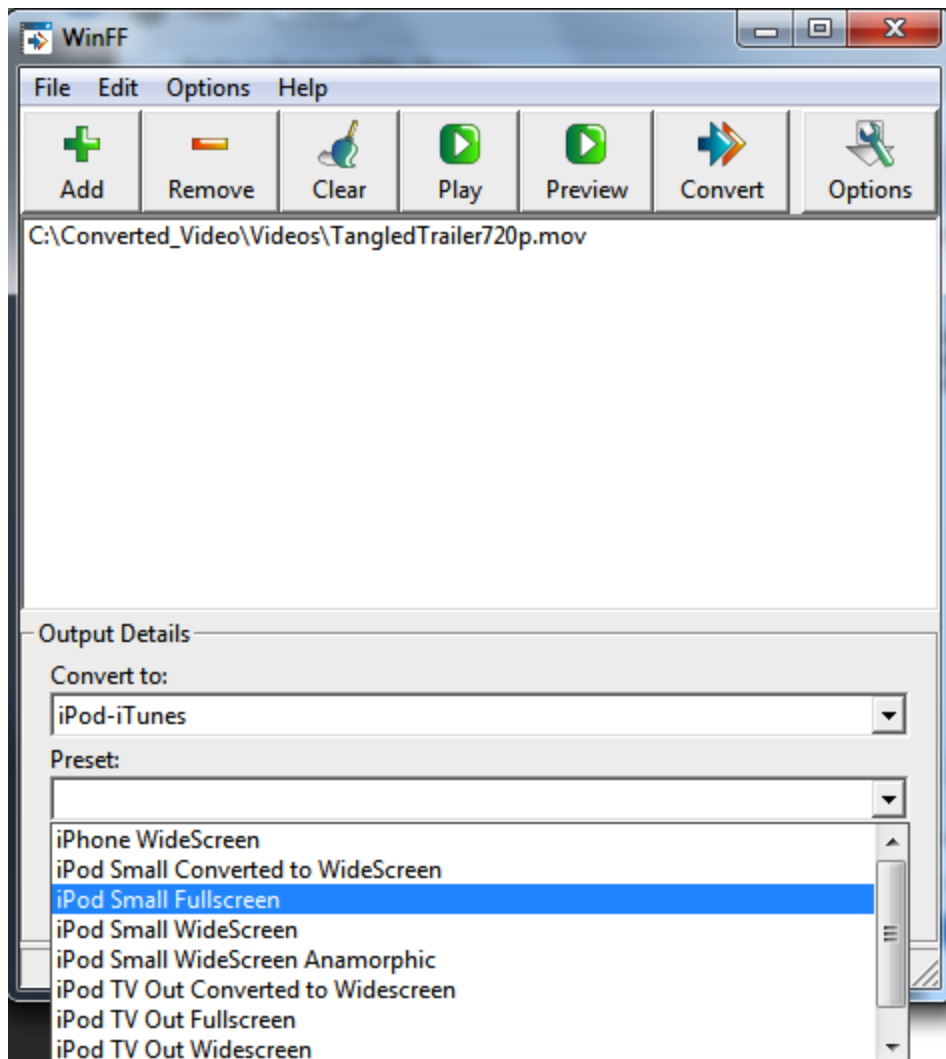 WinFF
File Edit Options Help
Add Remove Clear Play Preview Convert Options
C:\Converted_Video\Videos\TangledTrailer720p.mov
Output Details
Convert to:
iPod-iTunes
Preset:
iPhone WideScreen
iPod Small Converted to WideScreen
iPod Small Fullscreen
iPod Small WideScreen
iPod Small WideScreen Anamorphic
iPod TV Out Converted to Widescreen
iPod TV Out Fullscreen
iPod TV Out Widescreen